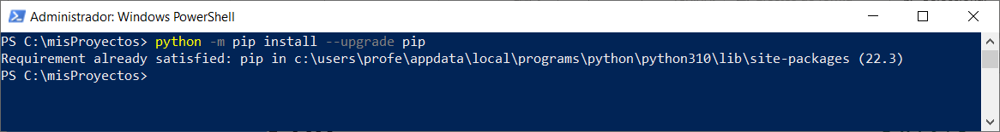 Administrador: Windows PowerShell
PS C:\misProyectos> python -m pip install --upgrade pip
Requirement already satisfied: pip in c:\users\profe\appdata\local\programs\python\python310\lib\site-packages (22.3)
PS C:\misProyectos>